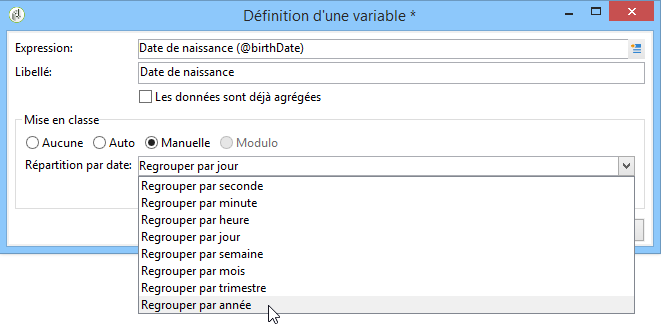 Définition d'une variable *
Expression: Date de naissance (@birthDate)
Libellé: Date de naissance
Les données sont déjà agrégées
Mise en classe
Aucune Auto Manuelle Modulo
Répartition par date: Regrouper par jour
Regrouper par seconde
Regrouper par minute
Regrouper par heure
Regrouper par jour
Regrouper par semaine
Regrouper par mois
Regrouper par trimestre
Regrouper par année